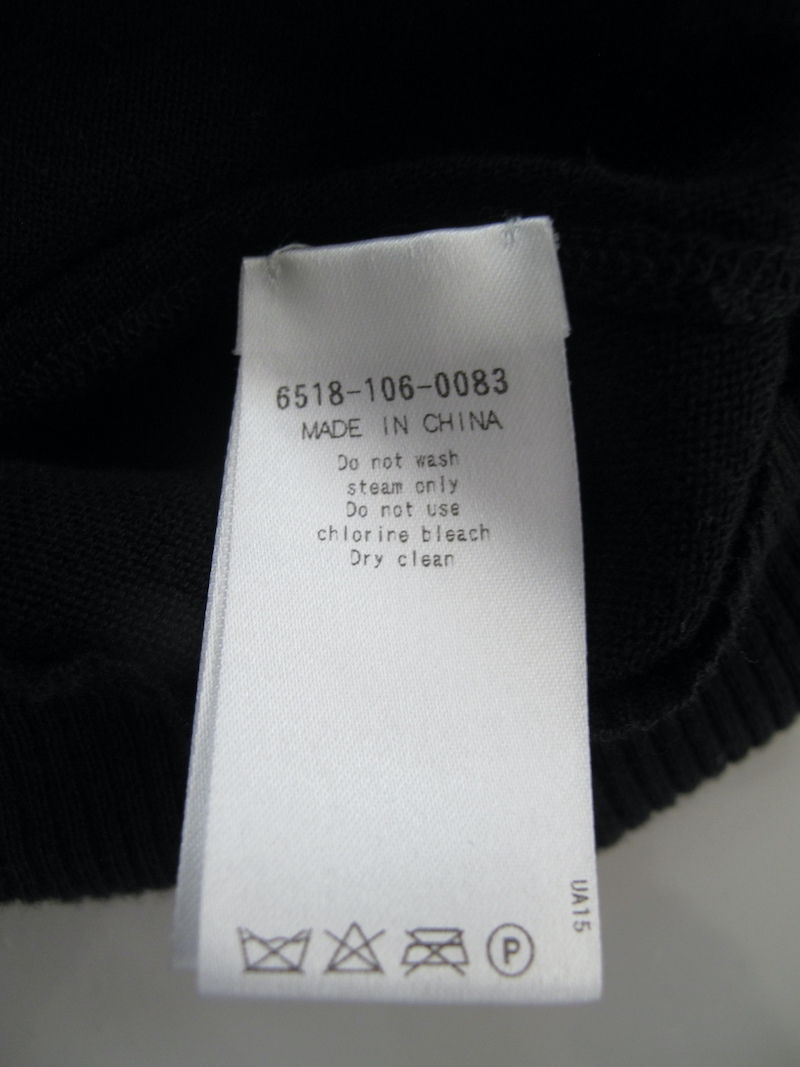 6518-106-0083
MADE IN CHINA
Do not wash
steam only
Do not use
chlorine bleach
Dry clean
UA15
P